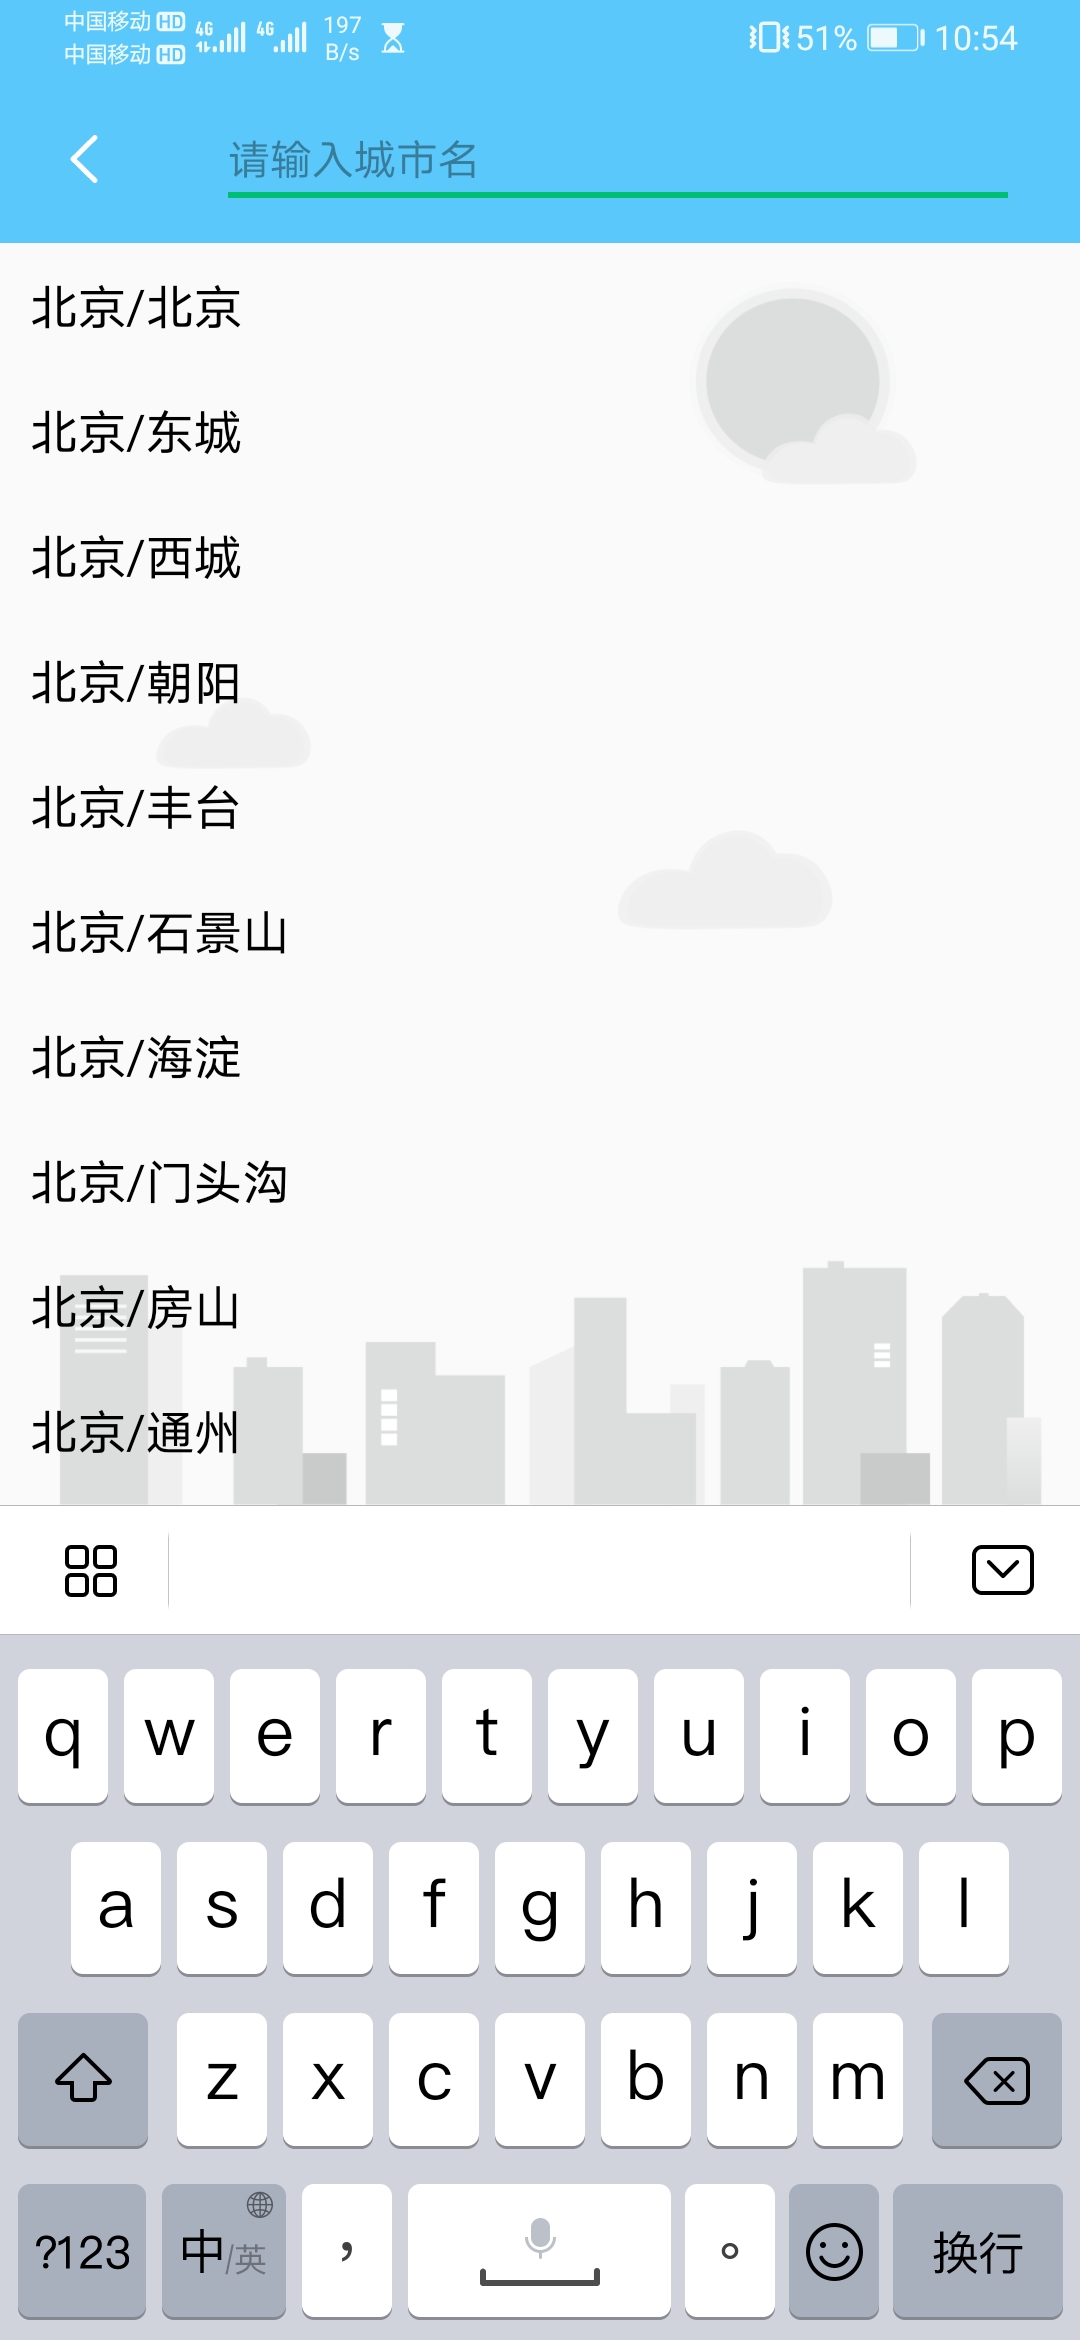 中国移动 HD 4G 4G 197 B/s 51% 10:54
中国移动 HD
请输入城市名
北京/北京
北京/东城
北京/西城
北京/朝阳
北京/丰台
北京/石景山
北京/海淀
北京/门头沟
北京/房山
北京/通州
q w e r t y u i o p
a s d f g h j k l
z x c v b n m
?123 中/英 , 。 换行